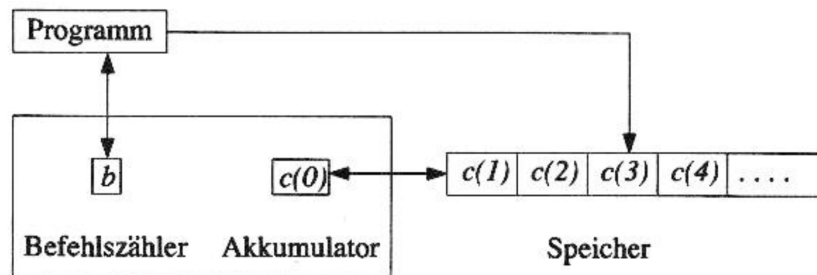 Programm
b c(0) c(1) c(2) c(3) c(4) ....
Befehlszähler Akkumulator Speicher